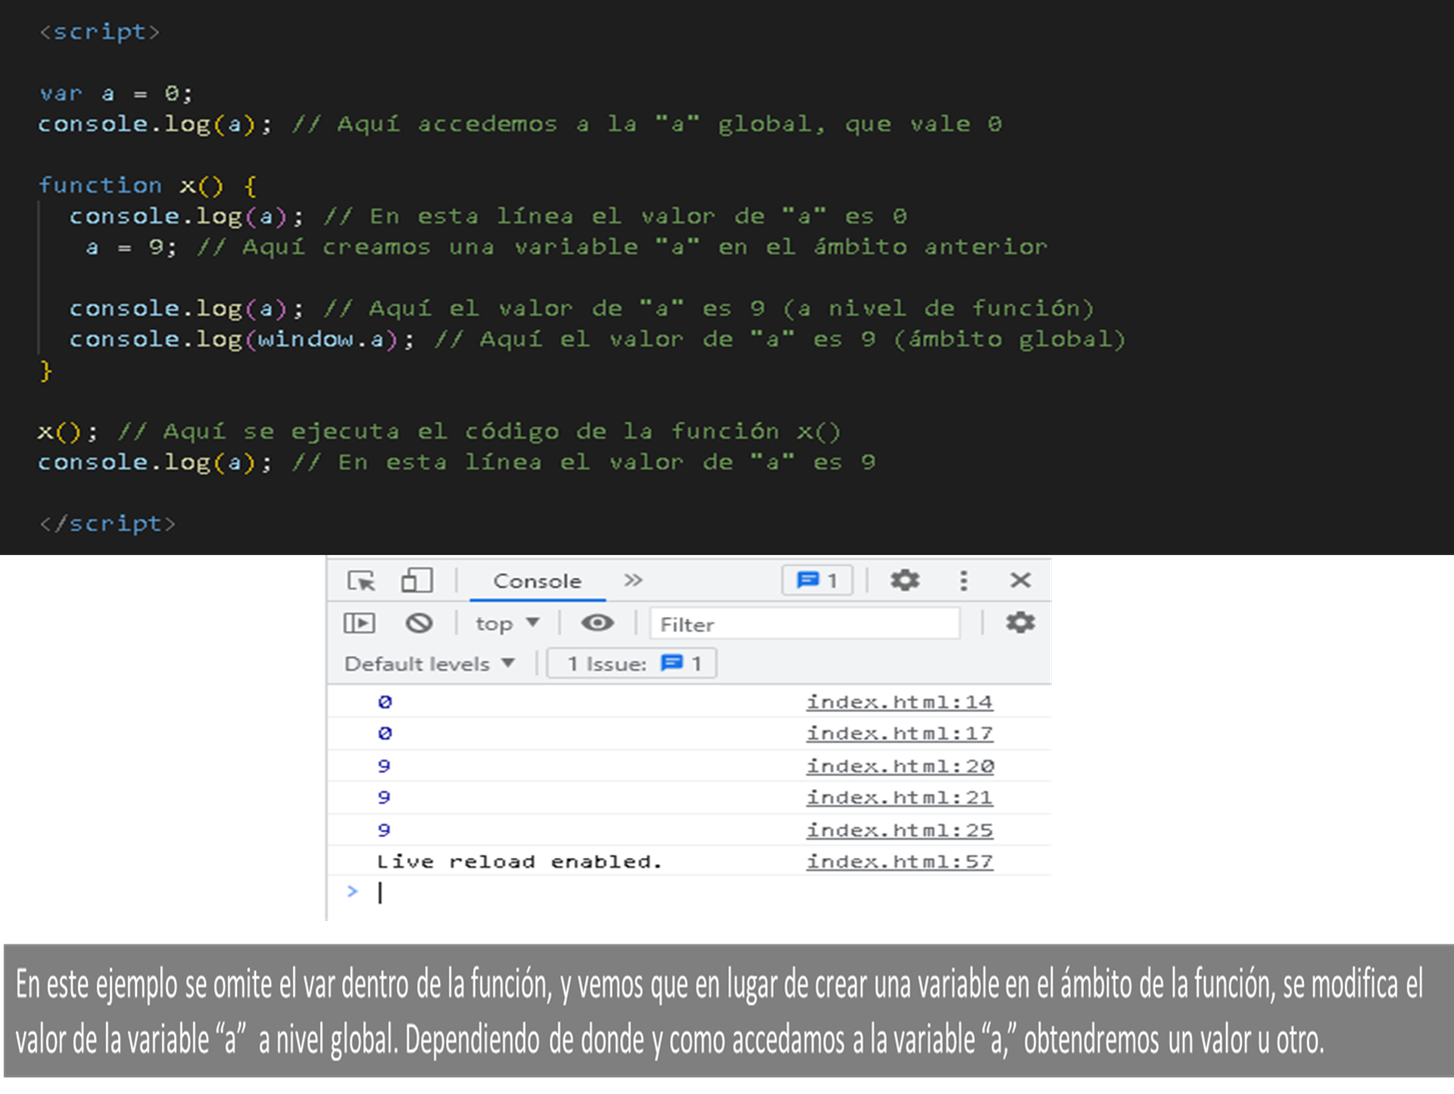 <script>
var a = 0;
console.log(a); // Aquí accedemos a la "a" global, que vale 0
function x() {
console.log(a); // En esta línea el valor de "a" es 0
a = 9; // Aquí creamos una variable "a" en el ámbito anterior
console.log(a); // Aquí el valor de "a" es 9 (a nivel de función)
console.log(window.a); // Aquí el valor de "a" es 9 (ámbito global)
}
x(); // Aquí se ejecuta el código de la función x()
console.log(a); // En esta línea el valor de "a" es 9
</script>
Console » 1
top Filter
Default levels 1 Issue: 1
0 index.html:14
0 index.html:17
9 index.html:20
9 index.html:21
9 index.html:25
Live reload enabled. index.html:57
>
En este ejemplo se omite el var dentro de la función, y vemos que en lugar de crear una variable en el ámbito de la función, se modifica el
valor de la variable “a” a nivel global. Dependiendo de donde y como accedamos a la variable “a,” obtendremos un valor u otro.